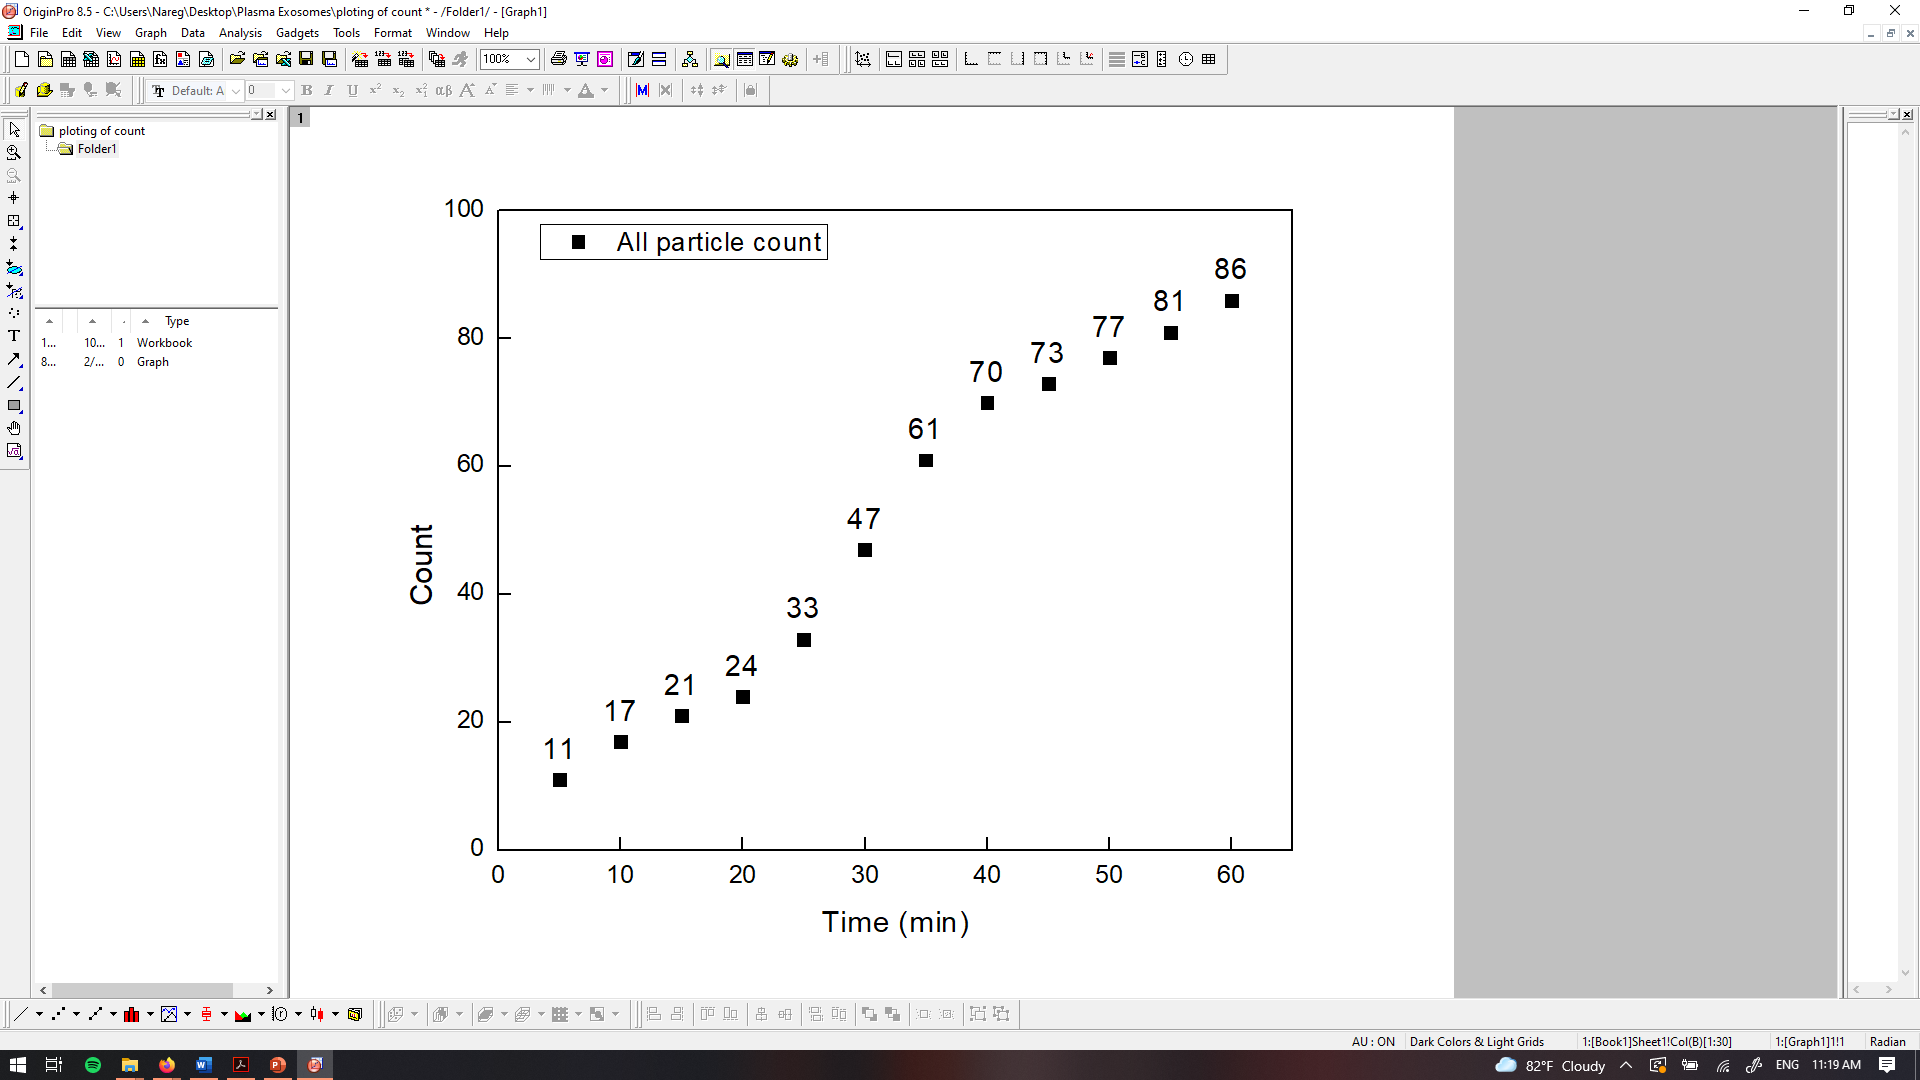 OriginPro 8.5 - C:\Users\Nareg\Desktop\Plasma Exosomes\ploting of count * - /Folder1/ - [Graph1]
File Edit View Graph Data Analysis Gadgets Tools Format Window Help
100%
Default: A 0 B I U αβ A
ploting of count
Folder1
Type
1... 10... 1 Workbook
8... 2/... 0 Graph
1
All particle count
100
80
60
40
20
0
Count
11
17
21
24
33
47
61
70
73
77
81
86
0 10 20 30 40 50 60
Time (min)
AU : ON Dark Colors & Light Grids 1:[Book1]Sheet1!Col(B)[1:30] 1:[Graph1]1!1 Radian
82°F Cloudy ENG 11:19 AM